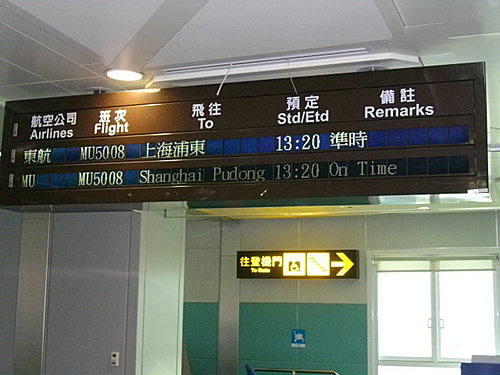 航空公司 班次 飛往 預定 備註
Airlines Flight To Std/Etd Remarks
東航 MU5008 上海浦東 13:20 準時
MU MU5008 Shanghai Pudong 13:20 On Time
往登機門
To Gate